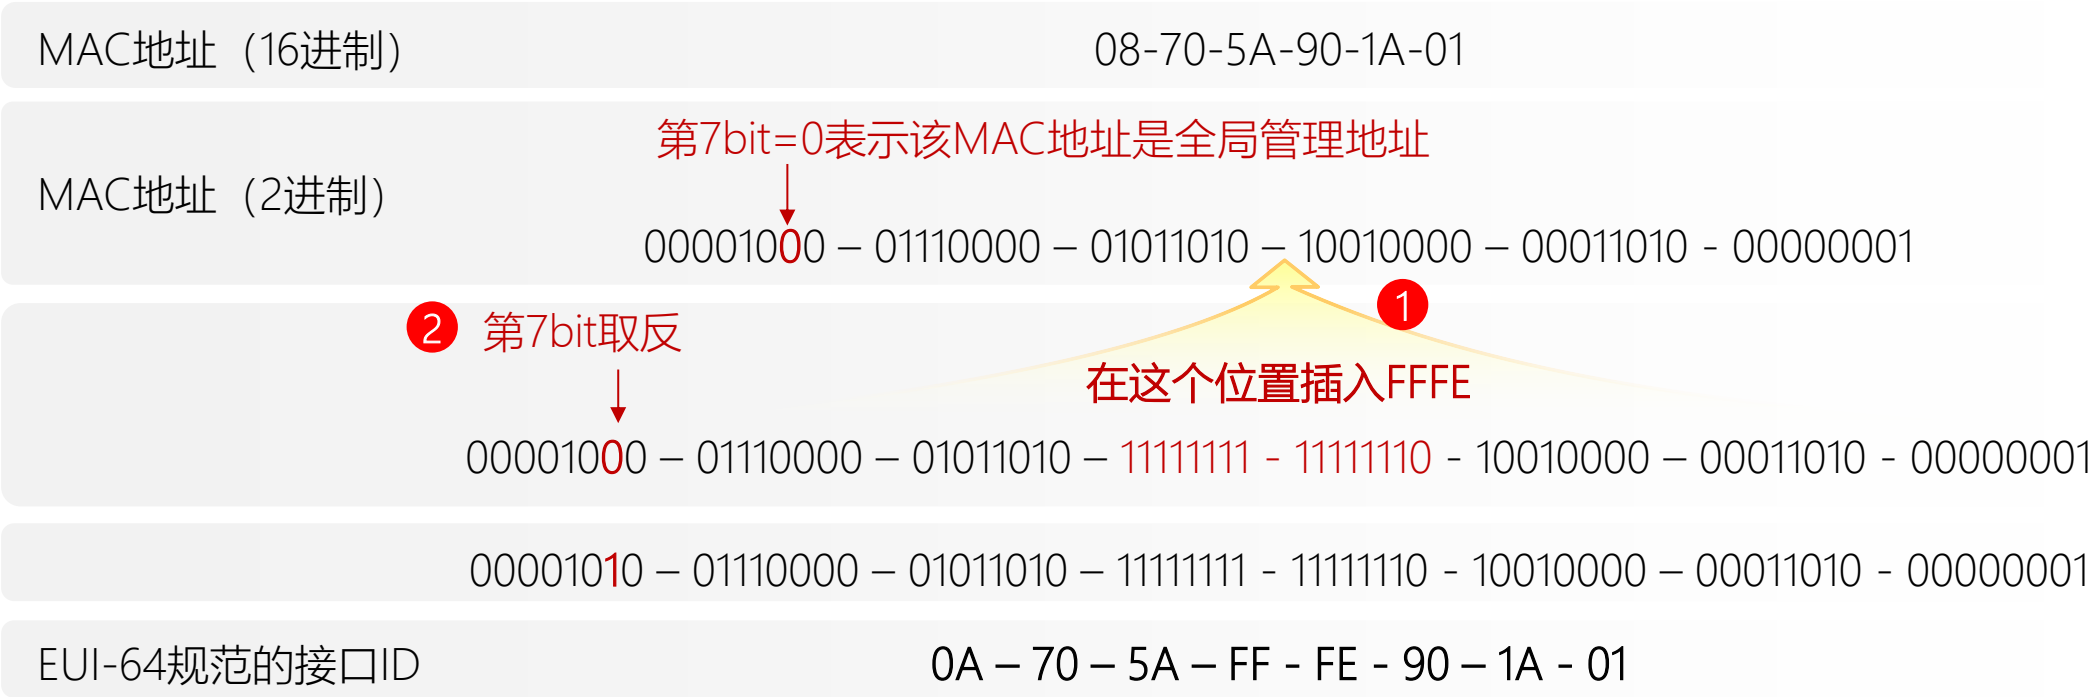 MAC地址（16进制） 08-70-5A-90-1A-01
第7bit=0表示该MAC地址是全局管理地址
MAC地址（2进制）
00001000 – 01110000 – 01011010 – 10010000 – 00011010 - 00000001
1
2 第7bit取反
在这个位置插入FFFE
00001000 – 01110000 – 01011010 – 11111111 - 11111110 - 10010000 – 00011010 - 00000001
00001010 – 01110000 – 01011010 – 11111111 - 11111110 - 10010000 – 00011010 - 00000001
EUI-64规范的接口ID 0A – 70 – 5A – FF - FE - 90 – 1A - 01